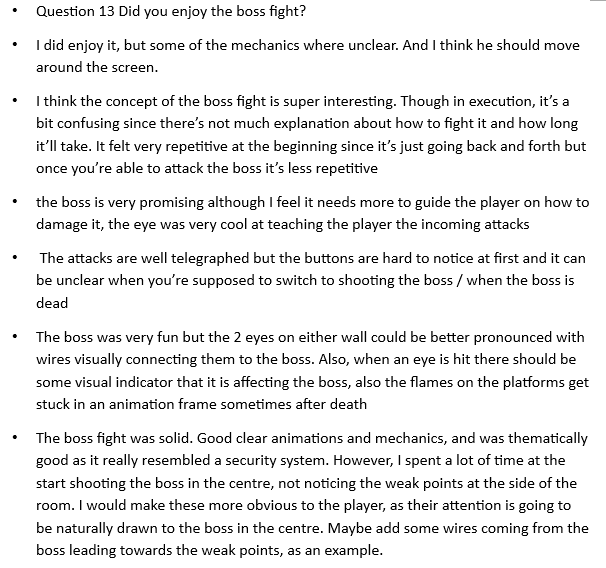 • Question 13 Did you enjoy the boss fight?
• I did enjoy it, but some of the mechanics where unclear. And I think he should move
around the screen.
• I think the concept of the boss fight is super interesting. Though in execution, it's a
bit confusing since there's not much explanation about how to fight it and how long
it'll take. It felt very repetitive at the beginning since it's just going back and forth but
once you're able to attack the boss it's less repetitive
• the boss is very promising although I feel it needs more to guide the player on how to
damage it, the eye was very cool at teaching the player the incoming attacks
• The attacks are well telegraphed but the buttons are hard to notice at first and it can
be unclear when you're supposed to switch to shooting the boss / when the boss is
dead
• The boss was very fun but the 2 eyes on either wall could be better pronounced with
wires visually connecting them to the boss. Also, when an eye is hit there should be
some visual indicator that it is affecting the boss, also the flames on the platforms get
stuck in an animation frame sometimes after death
• The boss fight was solid. Good clear animations and mechanics, and was thematically
good as it really resembled a security system. However, I spent a lot of time at the
start shooting the boss in the centre, not noticing the weak points at the side of the
room. I would make these more obvious to the player, as their attention is going to
be naturally drawn to the boss in the centre. Maybe add some wires coming from the
boss leading towards the weak points, as an example.